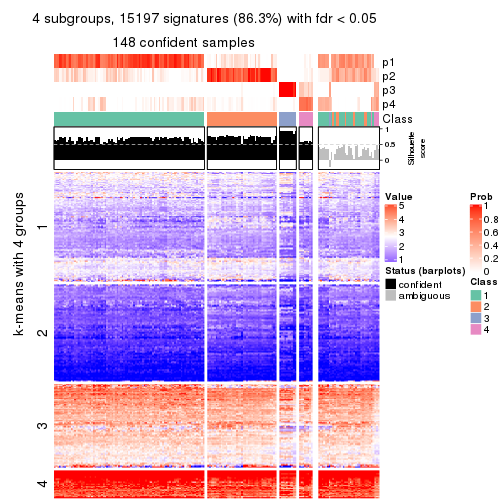 4 subgroups, 15197 signatures (86.3%) with fdr < 0.05
148 confident samples
p1
p2
p3
p4
Class
1
0.5
0
Silhouette
score
k-means with 4 groups
1
2
3
4
Value
5
4
3
2
1
Status (barplots)
confident
ambiguous
Prob
1
0.8
0.6
0.4
0.2
0
Class
1
2
3
4